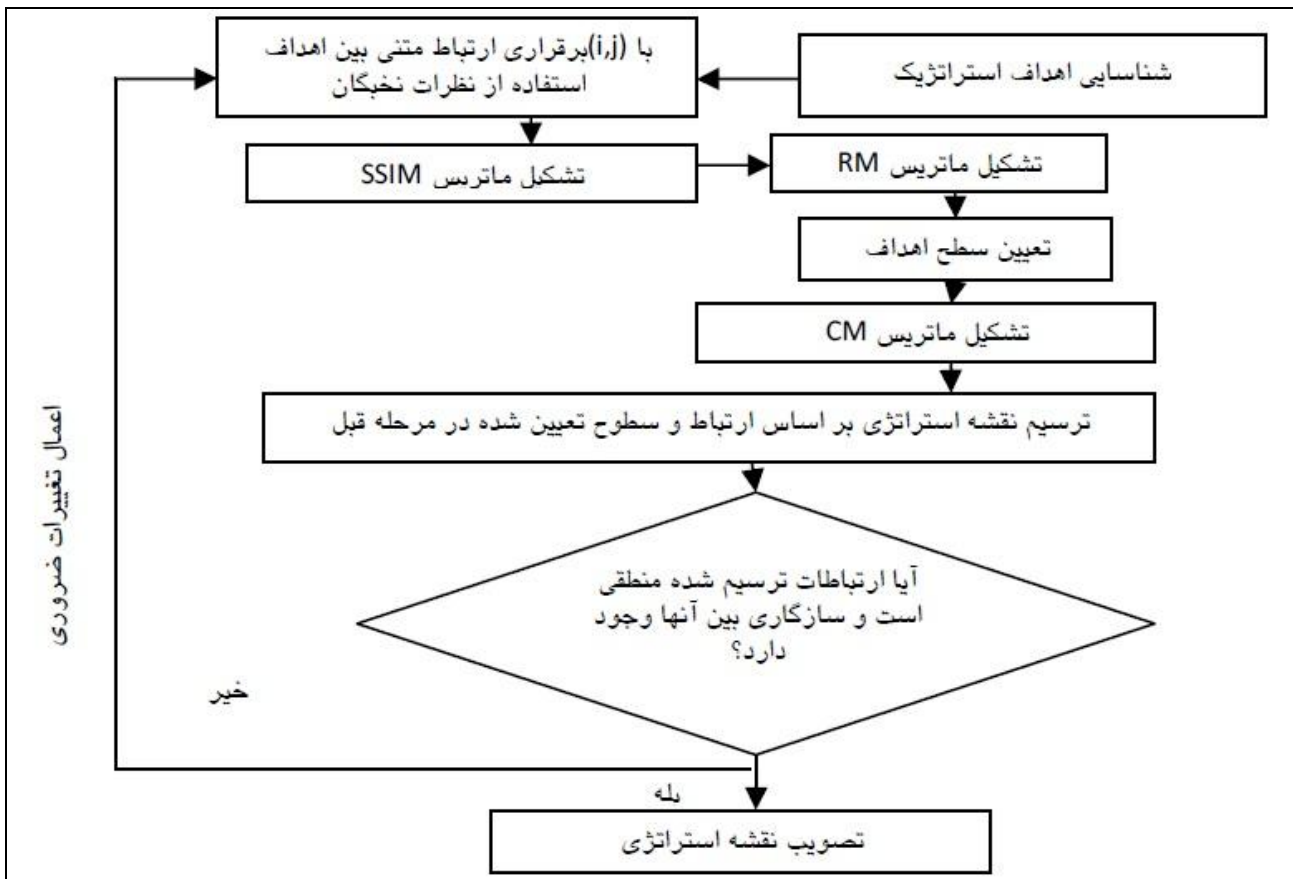 شناسایی اهداف استراتژیک
با (i,j)برقراری ارتباط متنی بین اهداف
استفاده از نظرات نخبگان
تشکیل ماتریس SSIM
تشکیل ماتریس RM
تعیین سطح اهداف
تشکیل ماتریس CM
ترسیم نقشه استراتژی بر اساس ارتباط و سطوح تعیین شده در مرحله قبل
آیا ارتباطات ترسیم شده منطقی
است و سازگاری بین آنها وجود
دارد؟
خیر
اعمال تغییرات ضروری
بله
تصویب نقشه استراتژی